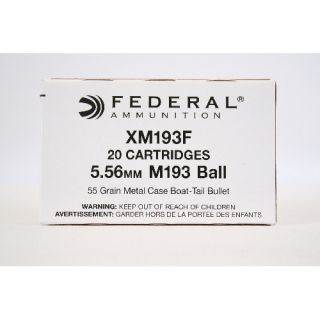 FEDERAL®
AMMUNITION
XM193F
20 CARTRIDGES
5.56MM M193 Ball
55 Grain Metal Case Boat-Tail Bullet
WARNING: KEEP OUT OF REACH OF CHILDREN
AVERTISSEMENT: GARDER HORS DE LA PORTÉE DES ENFANTS